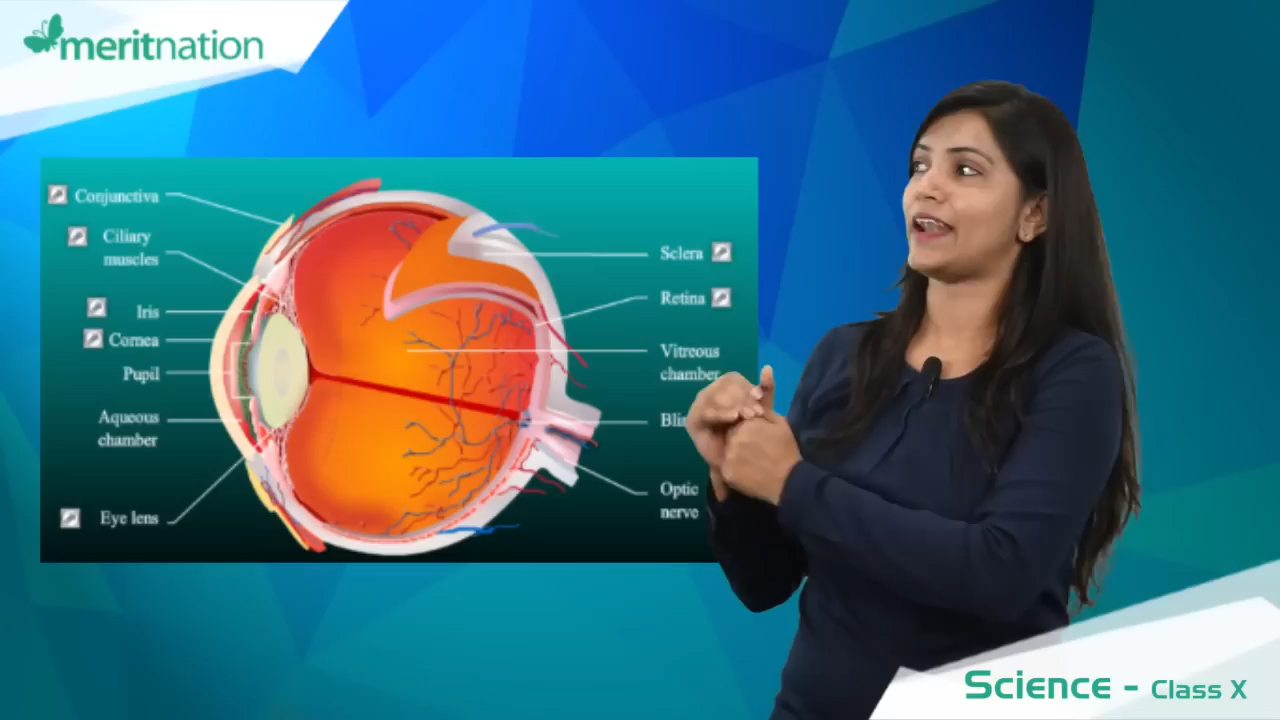 meritnation
Conjunctiva
Ciliary
muscles
Iris
Cornea
Pupil
Aqueous
chamber
Eye lens
Sclera
Retina
Vitreous
chamber
Optic
nerve
Science - Class X